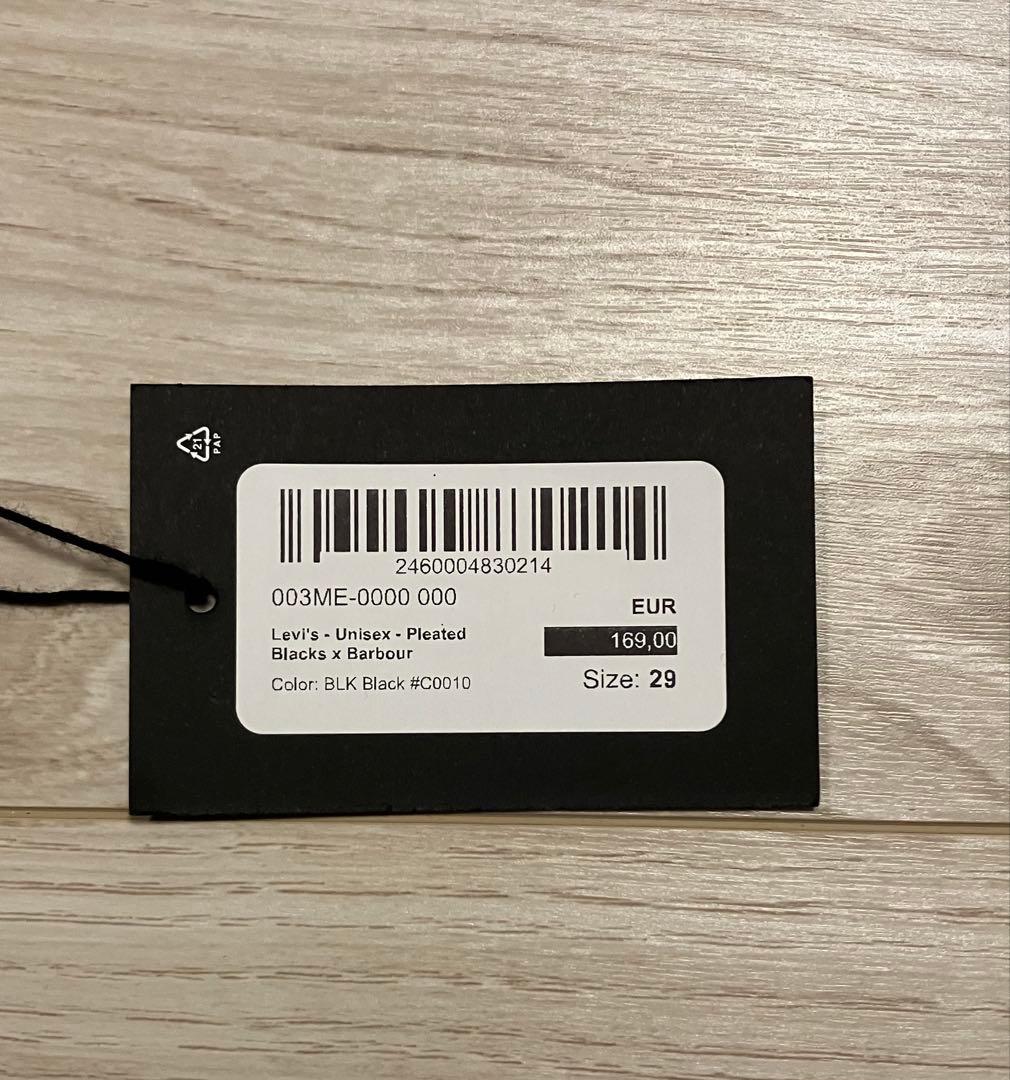 21
PAP
2460004830214
003ME-0000 000
EUR
Levi's - Unisex - Pleated
Blacks x Barbour
169,00
Color: BLK Black #C0010
Size: 29